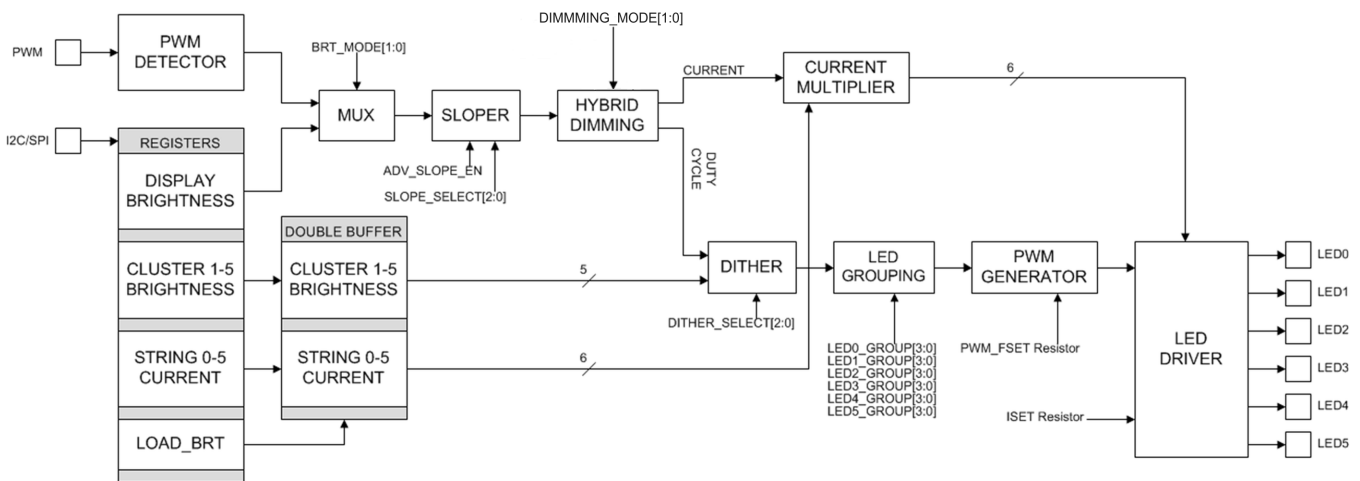 DIMMMING_MODE[1:0]
PWM
PWM
DETECTOR
BRT_MODE[1:0]
MUX
SLOPER
HYBRID
DIMMING
CURRENT
CURRENT
MULTIPLIER
6
I2C/SPI
REGISTERS
DISPLAY
BRIGHTNESS
ADV_SLOPE_EN
SLOPE_SELECT[2:0]
DUTY
CYCLE
DOUBLE BUFFER
CLUSTER 1-5
BRIGHTNESS
CLUSTER 1-5
BRIGHTNESS
5
DITHER
DITHER_SELECT[2:0]
LED
GROUPING
PWM
GENERATOR
STRING 0-5
CURRENT
STRING 0-5
CURRENT
6
LED0_GROUP[3:0]
LED1_GROUP[3:0]
LED2_GROUP[3:0]
LED3_GROUP[3:0]
LED4_GROUP[3:0]
LED5_GROUP[3:0]
PWM_FSET Resistor
ISET Resistor
LED
DRIVER
LED0
LED1
LED2
LED3
LED4
LED5
LOAD_BRT